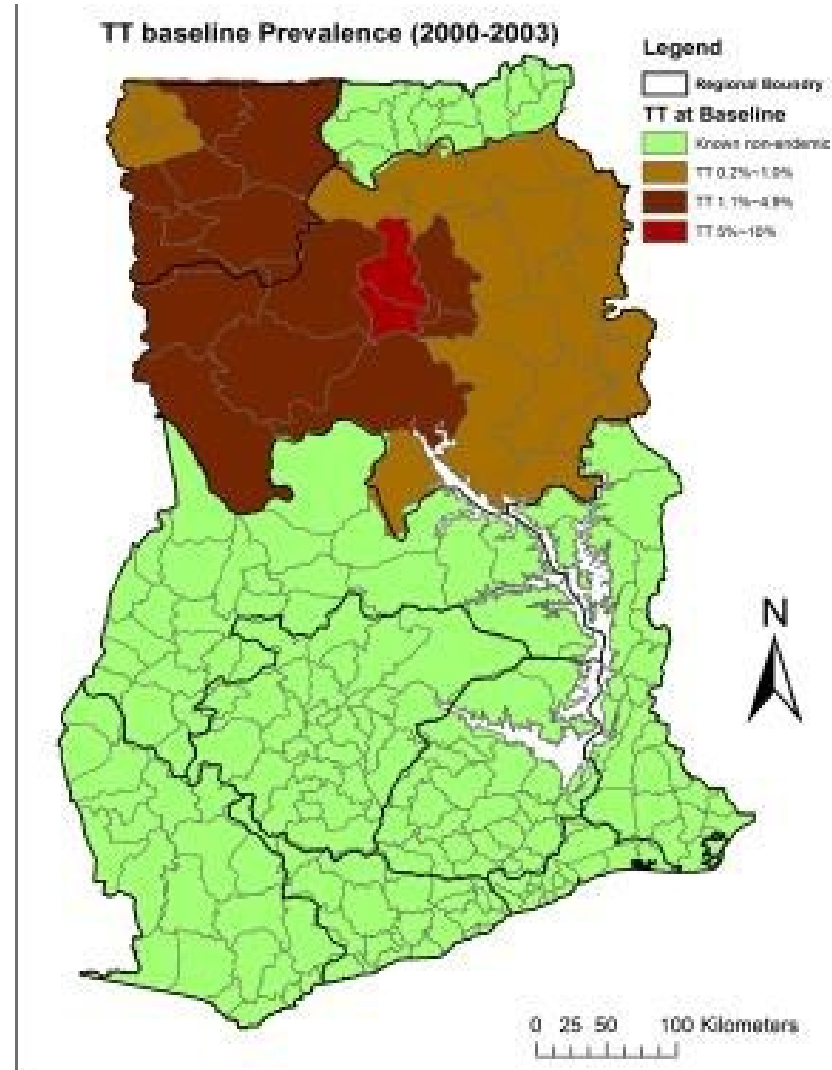 TT baseline Prevalence (2000-2003)
Legend
Regional Boundry
TT at Baseline
Known non-endemic
TT 0.2%-1.0%
TT 1.1%-4.9%
TT 5%-10%
N
0 25 50 100 Kilometers